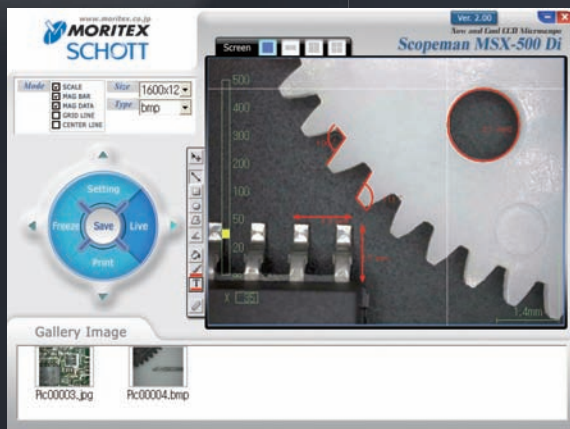 www.moritex.co.jp
MORITEX
SCHOTT
Ver. 2.00
New and Cool CCD Microscope
Scopeman MSX-500 Di
Screen
Mode
SCALE
MAG BAR
MAG DATA
GRID LINE
CENTER LINE
Size
1600x12
Type
bmp
Setting
Freeze
Save
Live
Print
T
500
400
300
200
100
50
20
X
35
1.4mm
Gallery Image
Pic00003.jpg
Pic00004.bmp